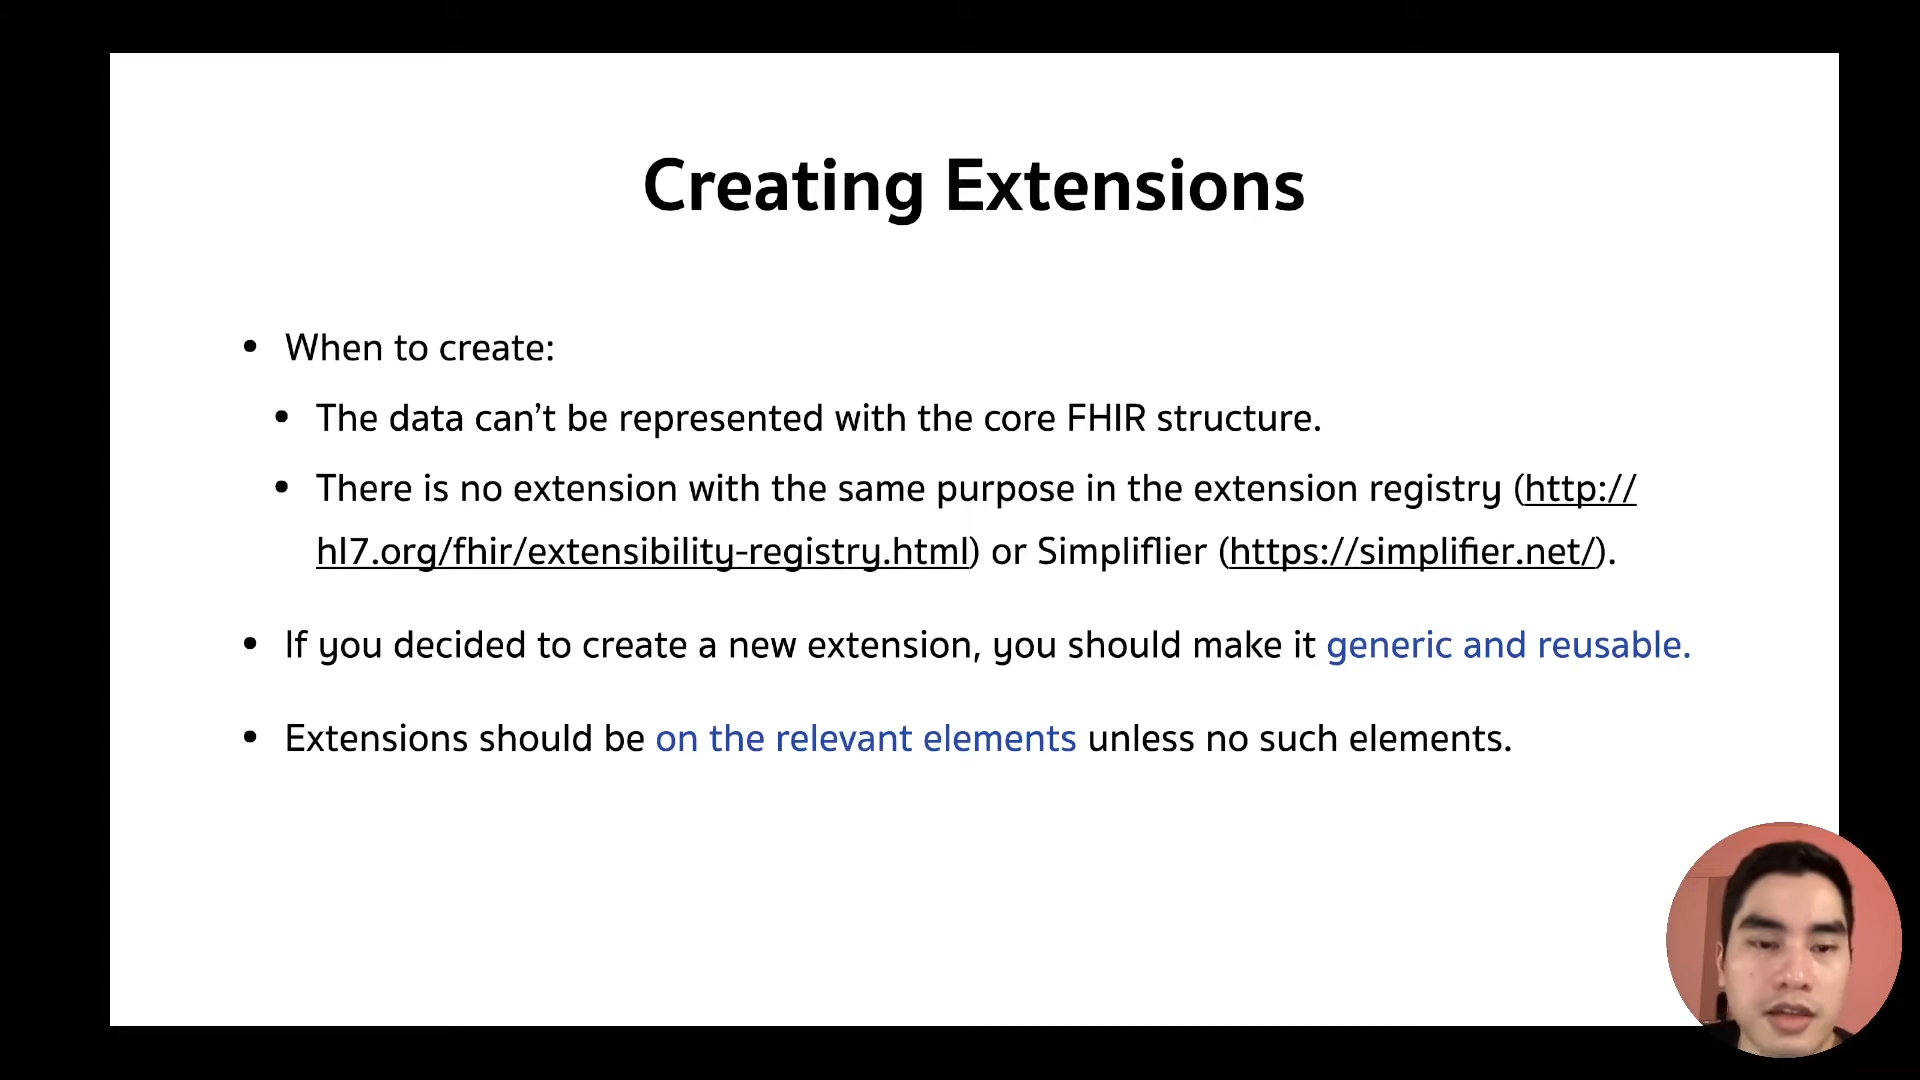 Creating Extensions
• When to create:
• The data can’t be represented with the core FHIR structure.
• There is no extension with the same purpose in the extension registry (http://
hl7.org/fhir/extensibility-registry.html) or Simpliflier (https://simplifier.net/).
• If you decided to create a new extension, you should make it generic and reusable.
• Extensions should be on the relevant elements unless no such elements.